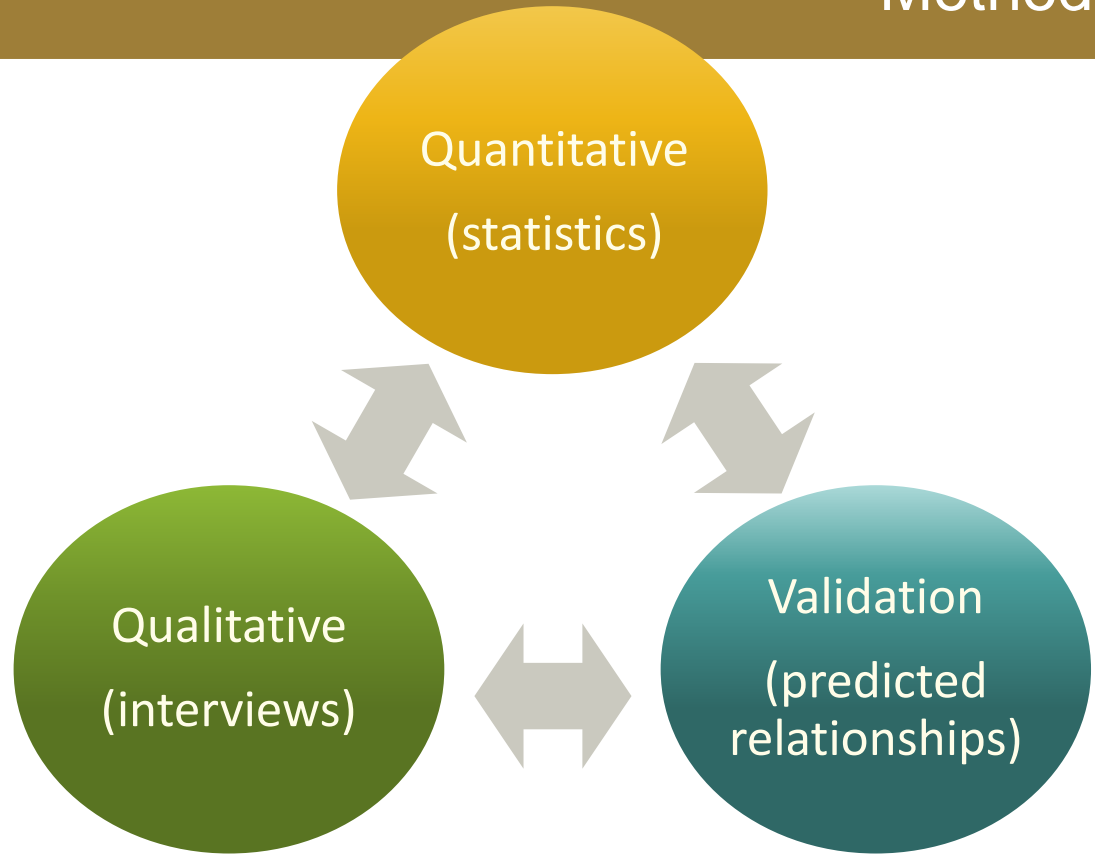 Quantitative
(statistics)
Qualitative
(interviews)
Validation
(predicted
relationships)